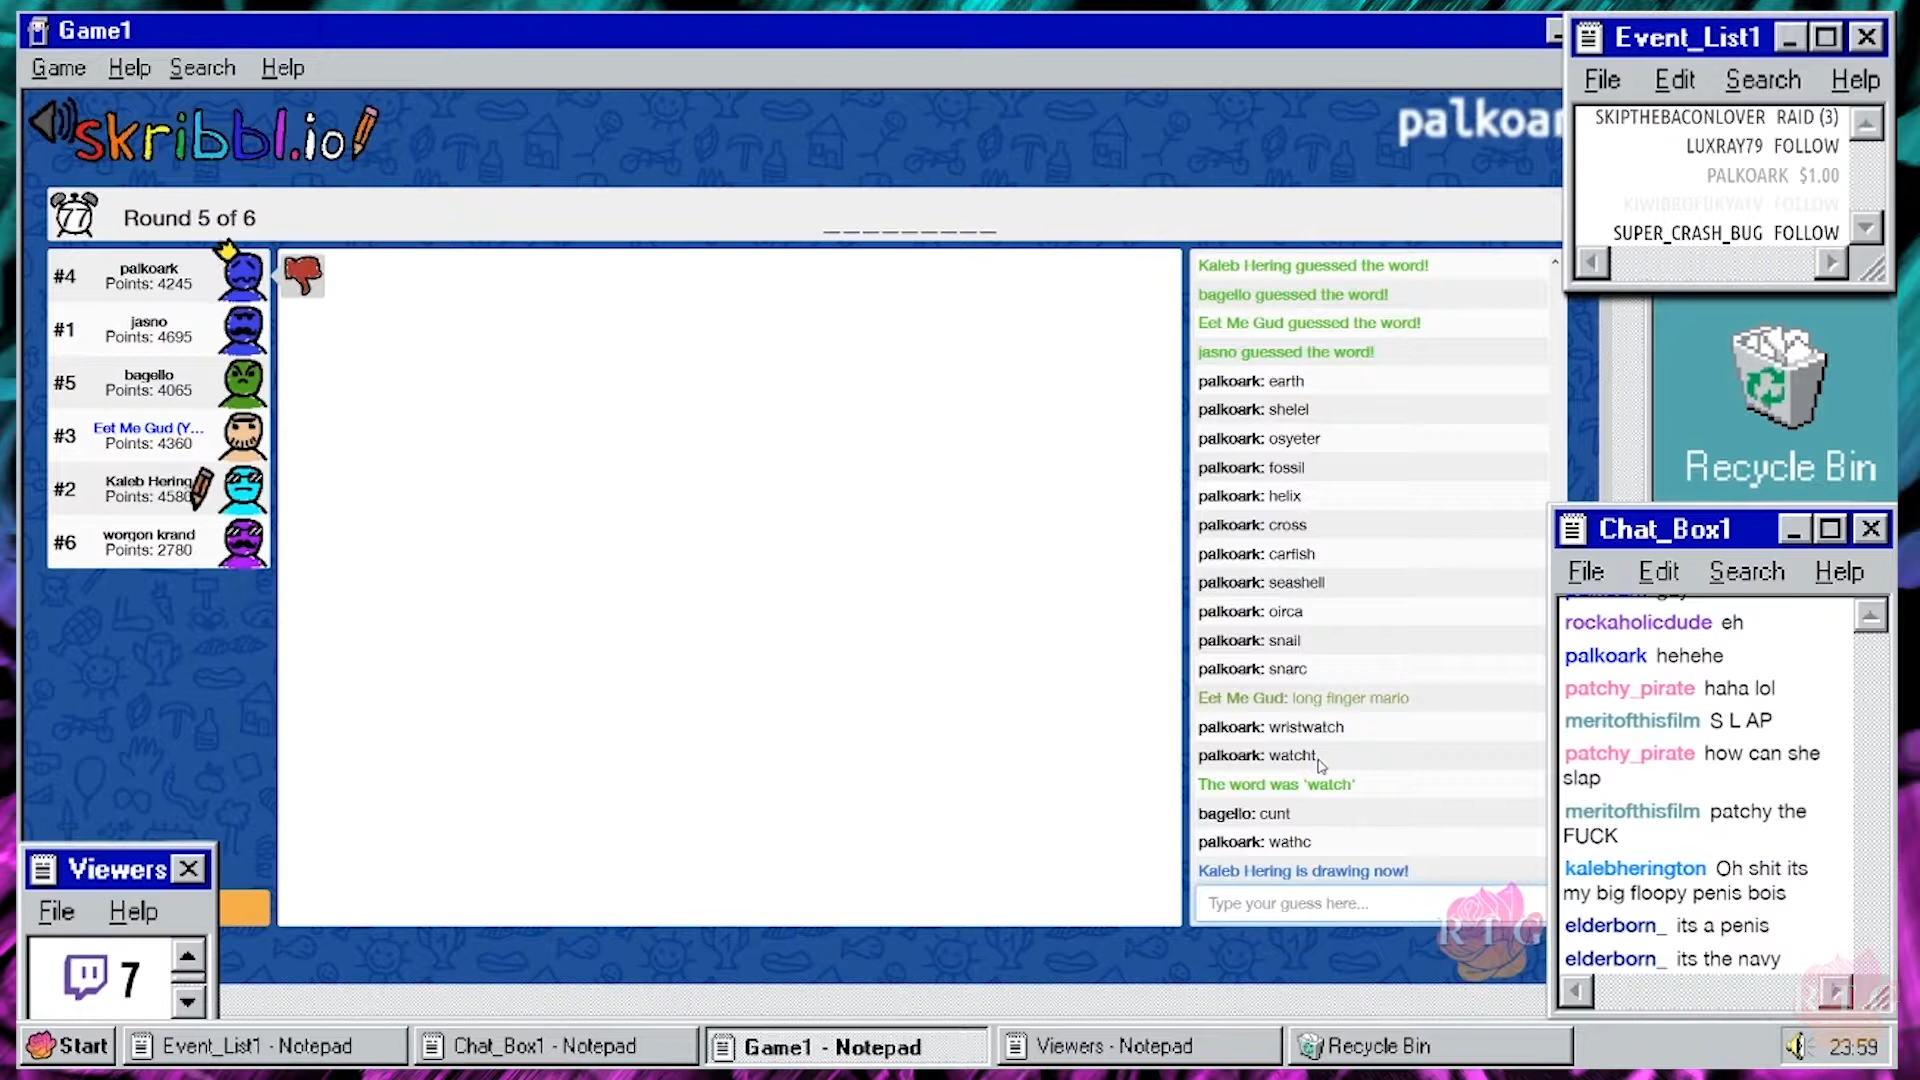 Game1
Game Help Search Help
skribbl.io
palkoar
77
Round 5 of 6
_________
#4 palkoark
Points: 4245
#1 jasno
Points: 4695
#5 bagello
Points: 4065
#3 Eet Me Gud (Y...
Points: 4360
#2 Kaleb Hering
Points: 4580
#6 worgon krand
Points: 2780
Kaleb Hering guessed the word!
bagello guessed the word!
Eet Me Gud guessed the word!
jasno guessed the word!
palkoark: earth
palkoark: shelel
palkoark: osyeter
palkoark: fossil
palkoark: helix
palkoark: cross
palkoark: carfish
palkoark: seashell
palkoark: oirca
palkoark: snail
palkoark: snarc
Eet Me Gud: long finger mario
palkoark: wristwatch
palkoark: watcht
The word was 'watch'
bagello: cunt
palkoark: wathc
Kaleb Hering is drawing now!
Type your guess here...
RTG
Event_List1
File Edit Search Help
SKIPTHEBACONLOVER RAID (3)
LUXRAY79 FOLLOW
PALKOARK $1.00
FOLLOW
SUPER_CRASH_BUG FOLLOW
Recycle Bin
Chat_Box1
File Edit Search Help
rockaholicdude eh
palkoark hehehe
patchy_pirate haha lol
meritofthisfilm S L AP
patchy_pirate how can she
slap
meritofthisfilm patchy the
FUCK
kalebherington Oh shit its
my big floopy penis bois
elderborn_ its a penis
elderborn_ its the navy
Viewers
File Help
7
Start
Event_List1 - Notepad
Chat_Box1 - Notepad
Game1 - Notepad
Viewers - Notepad
Recycle Bin
23:59